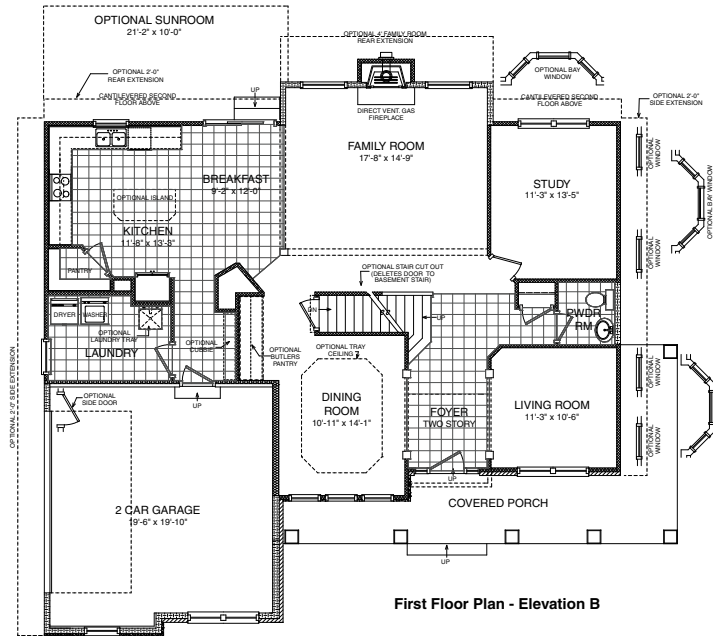 OPTIONAL SUNROOM
21'-2" x 10'-0"
OPTIONAL 4' FAMILY ROOM
REAR EXTENSION
OPTIONAL 2'-0"
REAR EXTENSION
CANTILEVERED SECOND
FLOOR ABOVE
UP
DIRECT VENT. GAS
FIREPLACE
OPTIONAL BAY
WINDOW
CANTILEVERED SECOND
FLOOR ABOVE
OPTIONAL 2'-0"
SIDE EXTENSION
FAMILY ROOM
17'-8" x 14'-9"
BREAKFAST
9'-2" x 12'-0"
STUDY
11'-3" x 13'-5"
OPTIONAL
WINDOW
OPTIONAL BAY WINDOW
OPTIONAL
WINDOW
OPTIONAL ISLAND
KITCHEN
11'-8" x 13'-3"
PANTRY
OPTIONAL STAIR CUT OUT
(DELETES DOOR TO
BASEMENT STAIR)
DRYER
WASHER
OPTIONAL
LAUNDRY TRAY
LAUNDRY
OPTIONAL
CUBBIE
OPTIONAL
BUTLERS
PANTRY
DN
UP
PWDR
RM
OPTIONAL TRAY
CEILING
OPTIONAL 2'-0" SIDE EXTENSION
OPTIONAL
SIDE DOOR
UP
DINING
ROOM
10'-11" x 14'-1"
FOYER
TWO STORY
LIVING ROOM
11'-3" x 10'-6"
OPTIONAL
WINDOW
OPTIONAL
WINDOW
UP
COVERED PORCH
2 CAR GARAGE
19'-6" x 19'-10"
UP
First Floor Plan - Elevation B